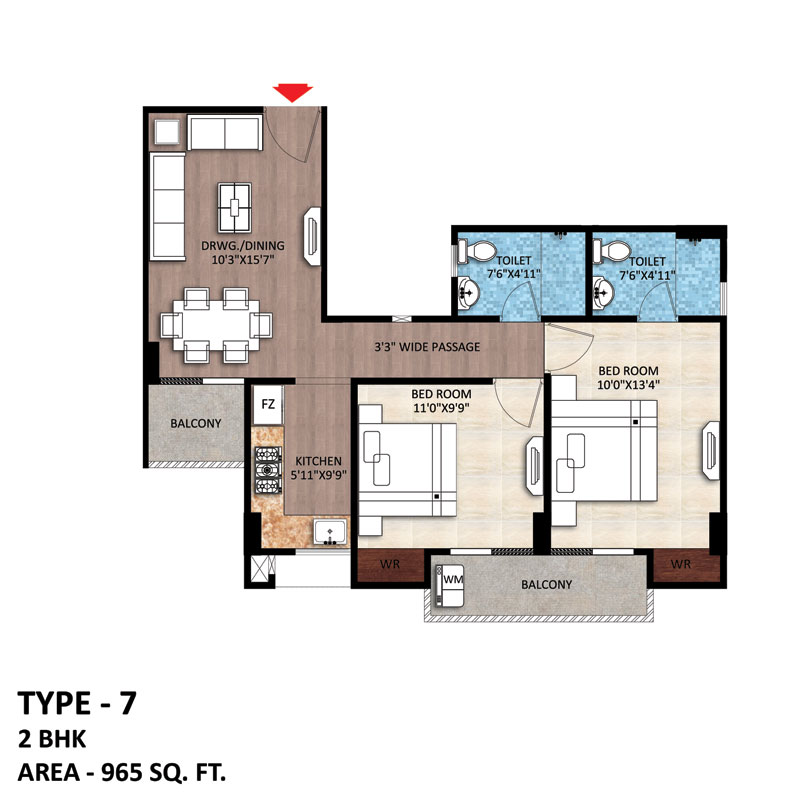 DRWG./DINING
10'3"X15'7"
TOILET
7'6"X4'11"
TOILET
7'6"X4'11"
3'3" WIDE PASSAGE
BED ROOM
10'0"X13'4"
BED ROOM
11'0"X9'9"
FZ
BALCONY
KITCHEN
5'11"X9'9"
WR
WR
WM
BALCONY
TYPE - 7
2 BHK
AREA - 965 SQ. FT.